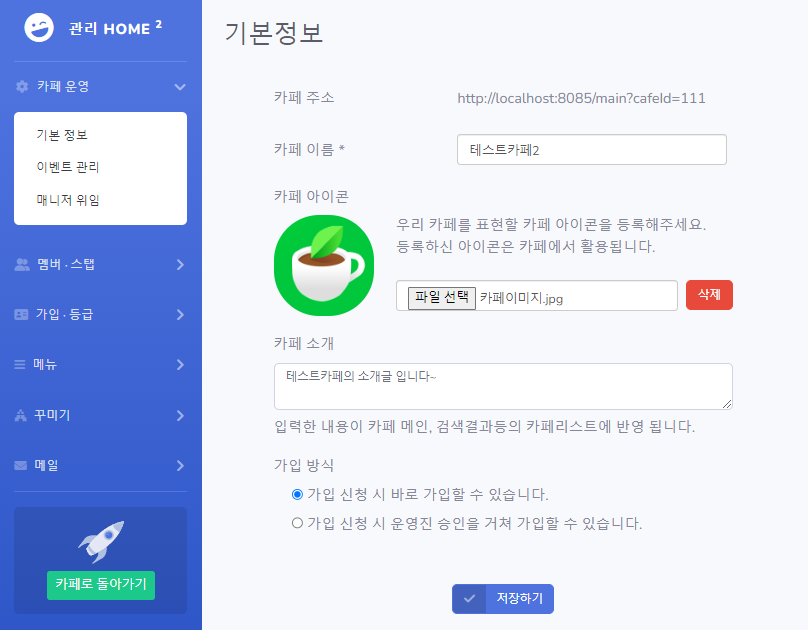 관리 HOME 2
카페 운영
기본 정보
이벤트 관리
매니저 위임
멤버 · 스탭
가입 · 등급
메뉴
꾸미기
메일
카페로 돌아가기
기본정보
카페 주소 http://localhost:8085/main?cafeId=111
카페 이름 * 테스트카페2
카페 아이콘
우리 카페를 표현할 카페 아이콘을 등록해주세요.
등록하신 아이콘은 카페에서 활용됩니다.
파일 선택 카페이미지.jpg 삭제
카페 소개
테스트카페의 소개글 입니다~
입력한 내용이 카페 메인, 검색결과등의 카페리스트에 반영 됩니다.
가입 방식
가입 신청 시 바로 가입할 수 있습니다.
가입 신청 시 운영진 승인을 거쳐 가입할 수 있습니다.
저장하기